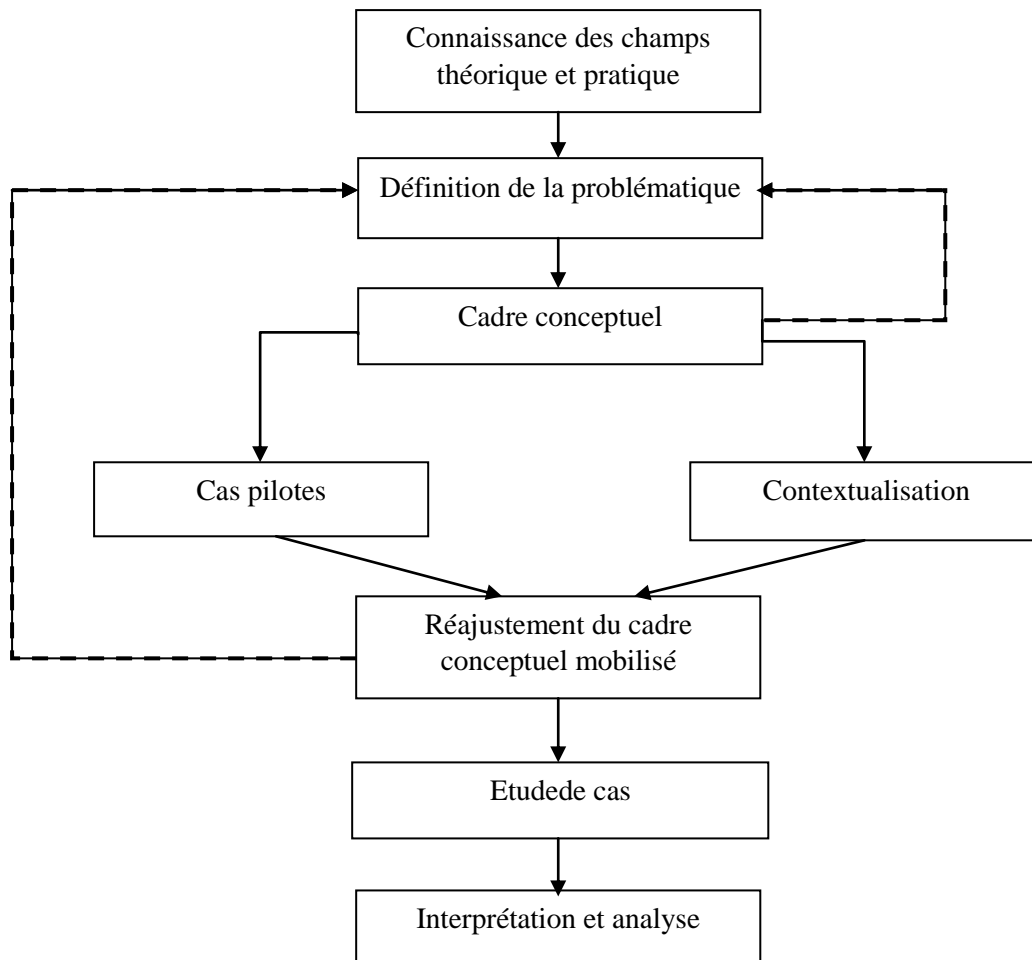 Connaissance des champs
théorique et pratique
Définition de la problématique
Cadre conceptuel
Cas pilotes
Contextualisation
Réajustement du cadre
conceptuel mobilisé
Etudede cas
Interprétation et analyse